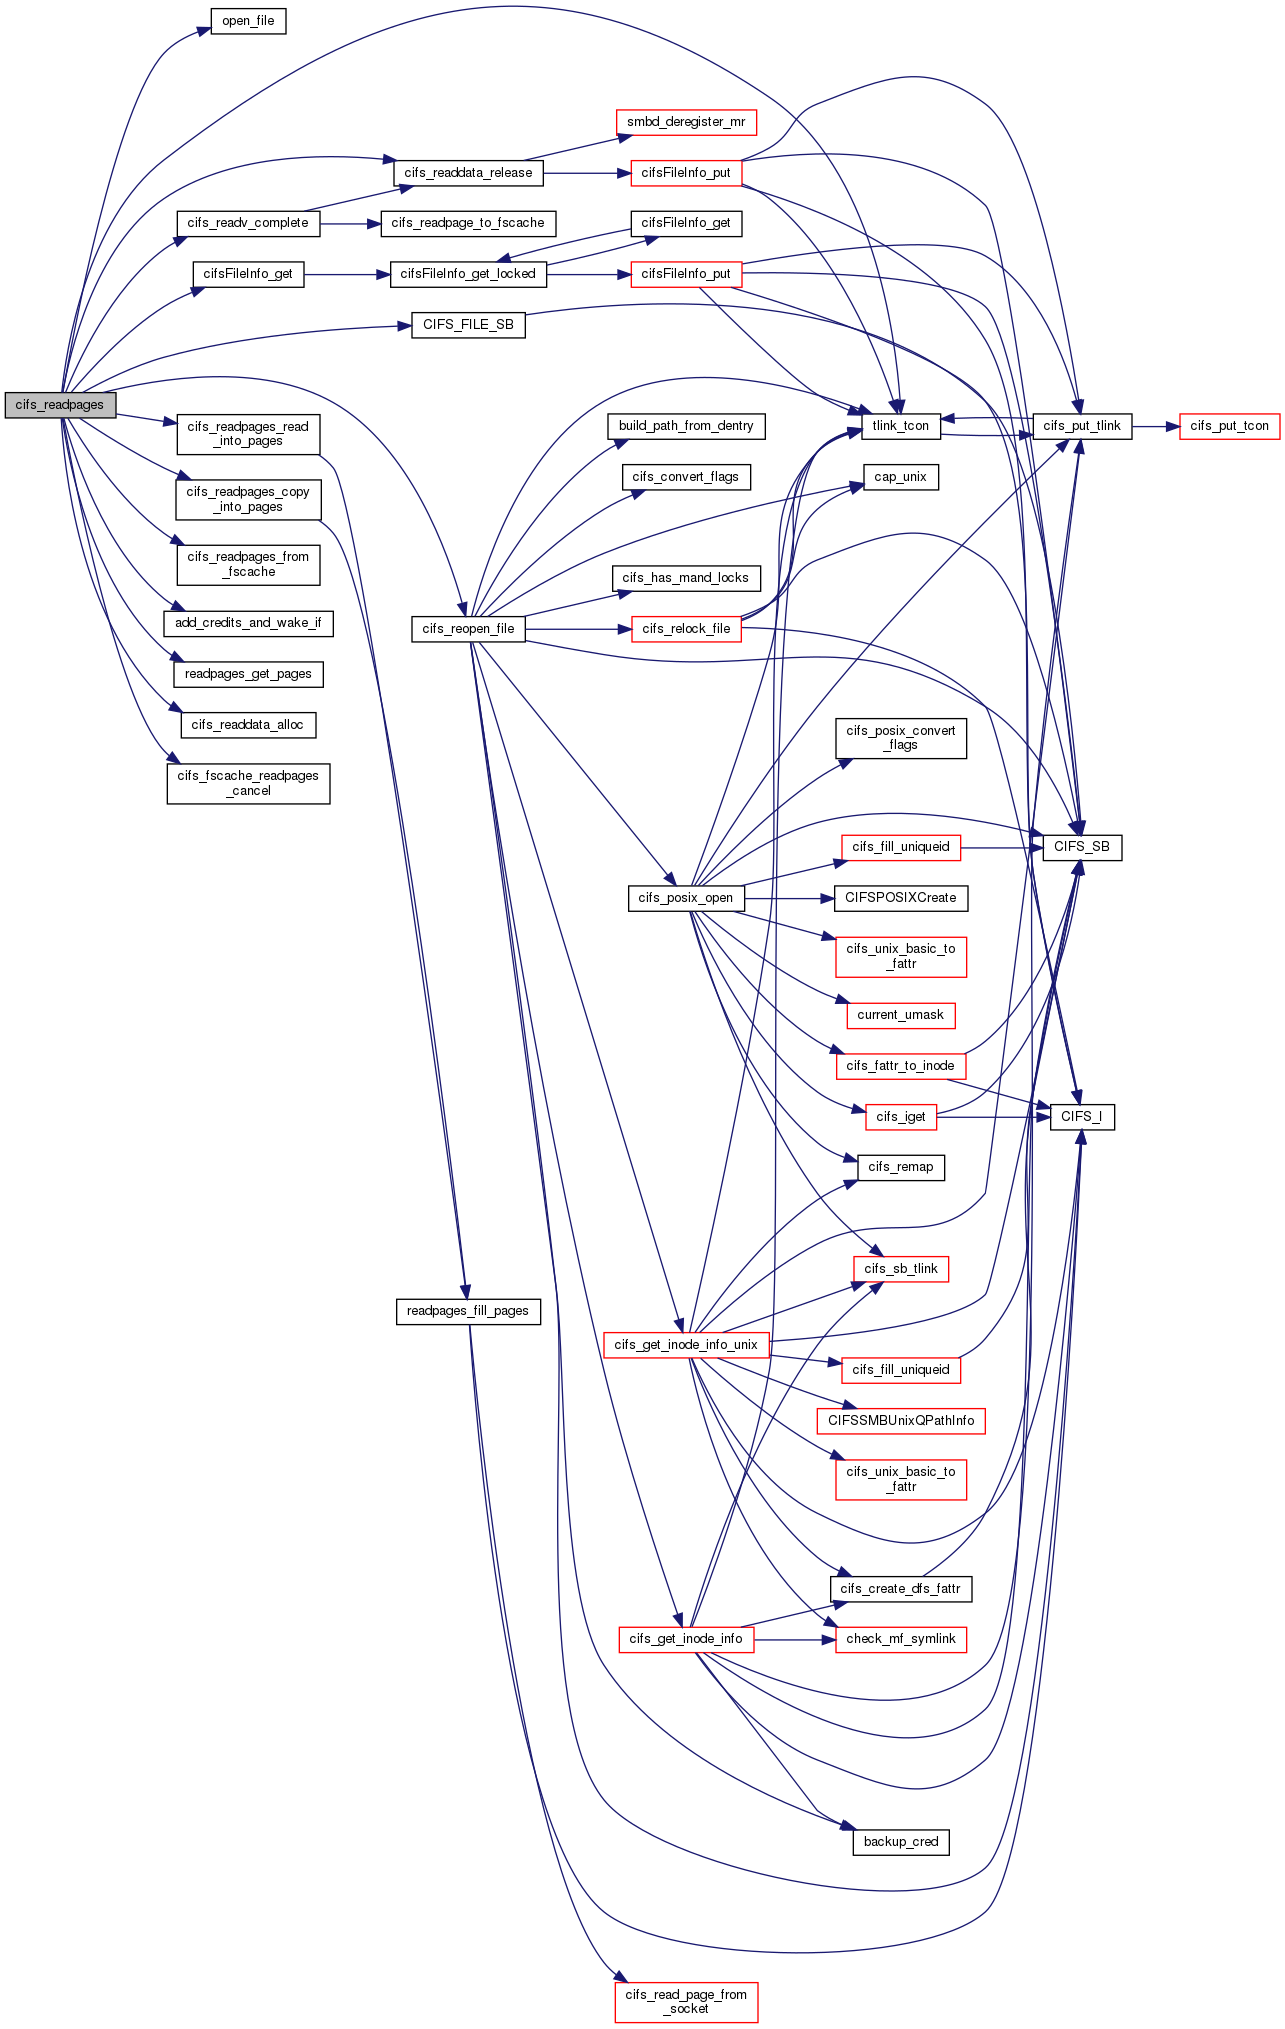 open_file
smbd_deregister_mr
cifs_readdata_release
cifsFileInfo_put
cifs_readv_complete
cifs_readpage_to_fscache
cifsFileInfo_get
cifsFileInfo_get
cifsFileInfo_get_locked
cifsFileInfo_put
CIFS_FILE_SB
cifs_readpages
cifs_readpages_read
_into_pages
build_path_from_dentry
tlink_tcon
cifs_put_tlink
cifs_put_tcon
cifs_convert_flags
cap_unix
cifs_readpages_copy
_into_pages
cifs_readpages_from
_fscache
cifs_has_mand_locks
add_credits_and_wake_if
cifs_reopen_file
cifs_relock_file
readpages_get_pages
cifs_readdata_alloc
cifs_posix_convert
_flags
cifs_fscache_readpages
_cancel
cifs_fill_uniqueid
CIFS_SB
cifs_posix_open
CIFSPOSIXCreate
cifs_unix_basic_to
_fattr
current_umask
cifs_fattr_to_inode
cifs_iget
CIFS_I
cifs_remap
cifs_sb_tlink
readpages_fill_pages
cifs_get_inode_info_unix
cifs_fill_uniqueid
CIFSSMBUnixQPathInfo
cifs_unix_basic_to
_fattr
cifs_create_dfs_fattr
cifs_get_inode_info
check_mf_symlink
backup_cred
cifs_read_page_from
_socket